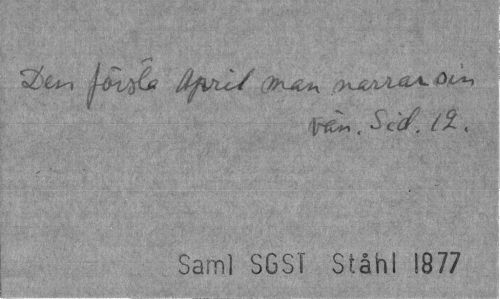 Den första April man narrar sin
vän. Sid. 12.
Saml SGST Ståhl 1877